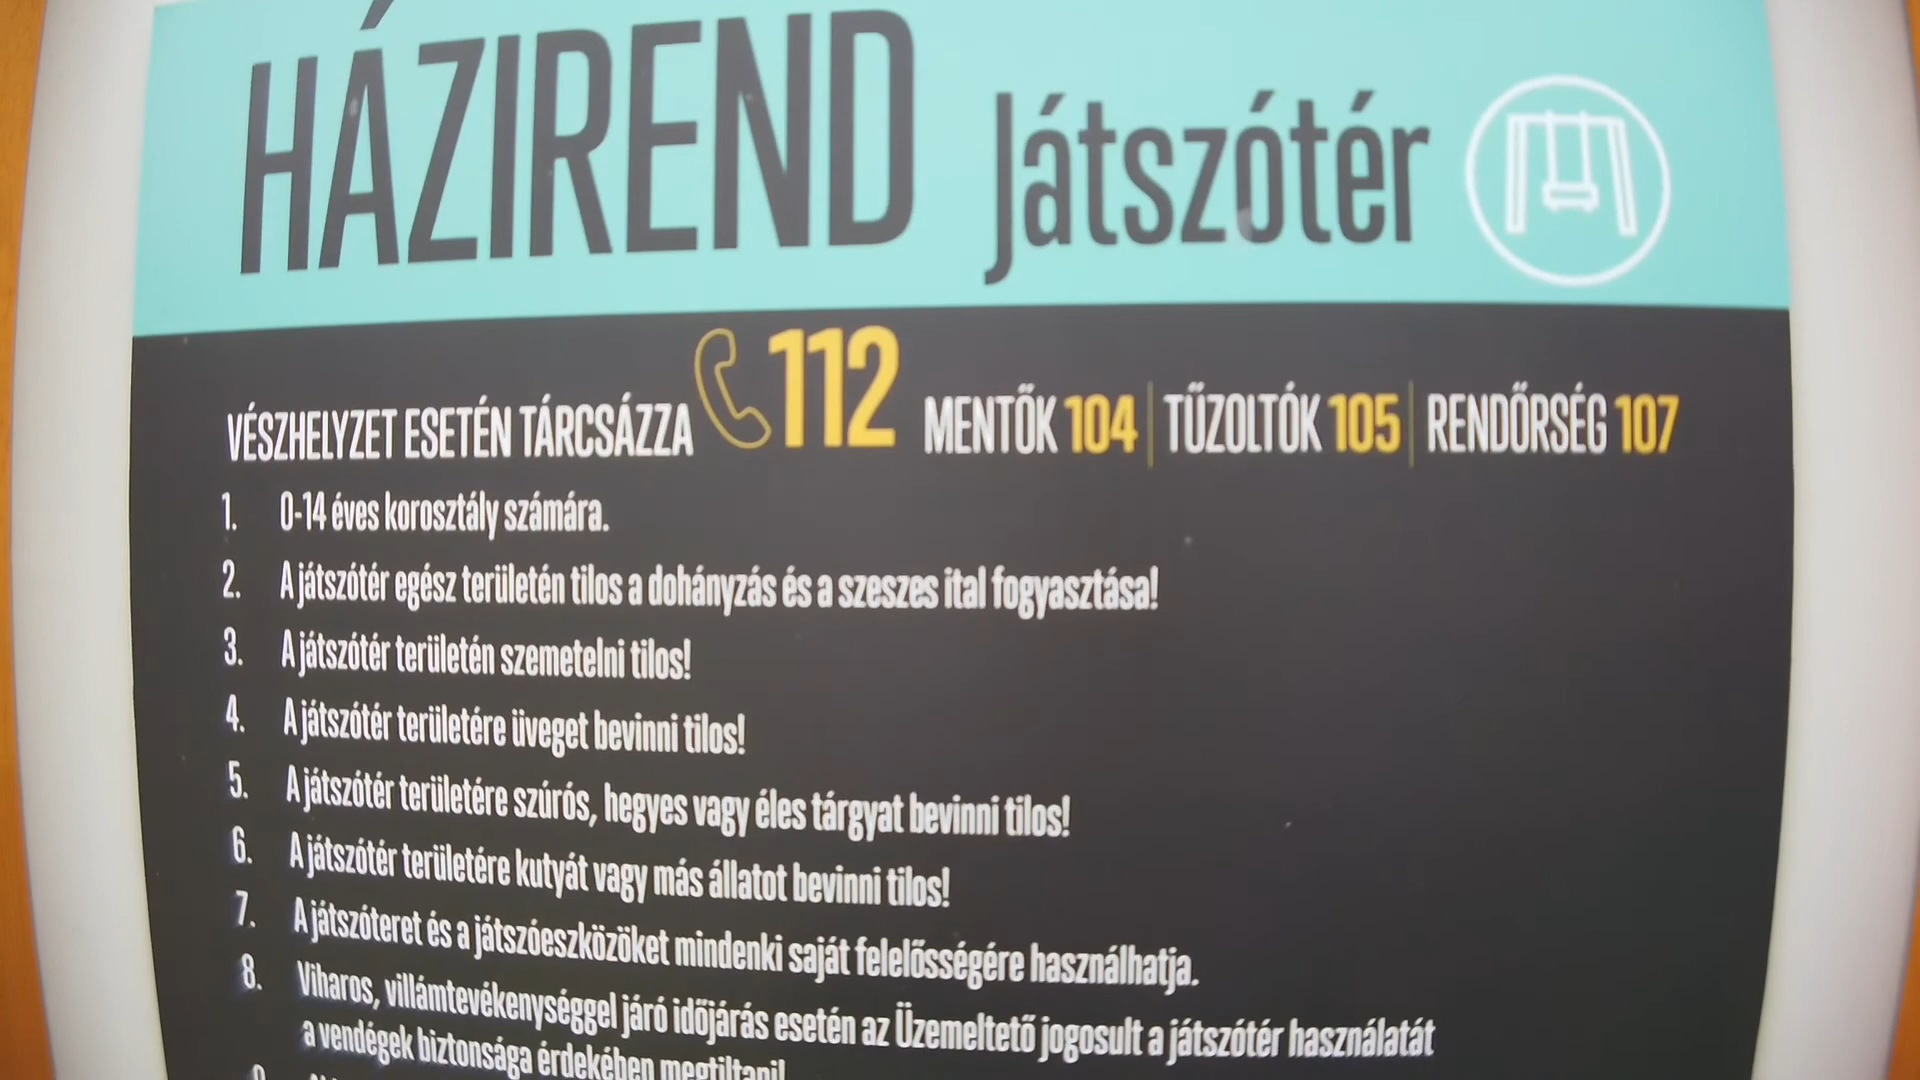 HÁZIREND Játszótér
VÉSZHELYZET ESETÉN TÁRCSÁZZA 112 MENTŐK 104 | TŰZOLTÓK 105 | RENDŐRSÉG 107
1. 0-14 éves korosztály számára.
2. A játszótér egész területén tilos a dohányzás és a szeszes ital fogyasztása!
3. A játszótér területén szemetelni tilos!
4. A játszótér területére üveget bevinni tilos!
5. A játszótér területére szúrós, hegyes vagy éles tárgyat bevinni tilos!
6. A játszótér területére kutyát vagy más állatot bevinni tilos!
7. A játszóteret és a játszóeszközöket mindenki saját felelősségére használhatja.
8. Viharos, villámtevékenységgel járó időjárás esetén az Üzemeltető jogosult a játszótér használatát
a vendégek biztonsága érdekében megtiltani!